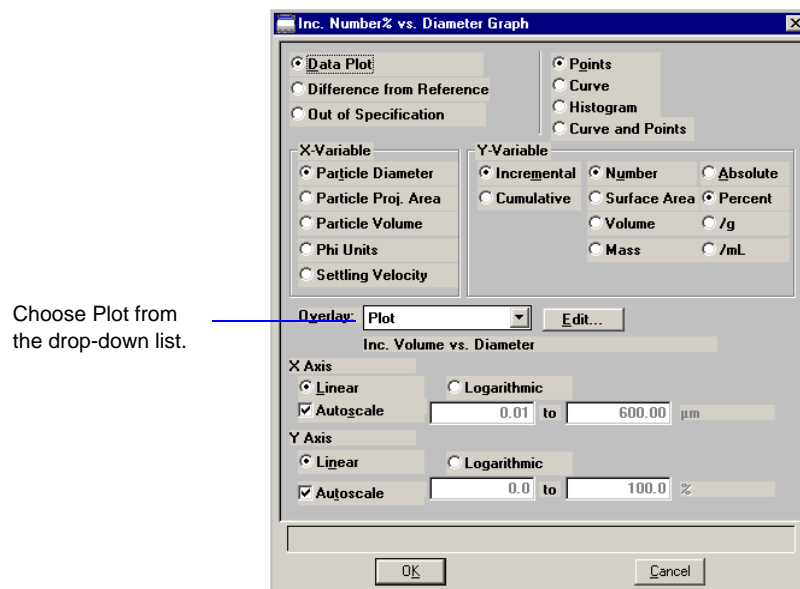 Inc. Number% vs. Diameter Graph
Data Plot
Difference from Reference
Out of Specification
Points
Curve
Histogram
Curve and Points
X-Variable
Particle Diameter
Particle Proj. Area
Particle Volume
Phi Units
Settling Velocity
Y-Variable
Incremental Number Absolute
Cumulative Surface Area Percent
Volume /g
Mass /mL
Choose Plot from
the drop-down list.
Overlay: Plot Edit...
Inc. Volume vs. Diameter
X Axis
Linear Logarithmic
Autoscale 0.01 to 600.00 µm
Y Axis
Linear Logarithmic
Autoscale 0.0 to 100.0 %
OK Cancel